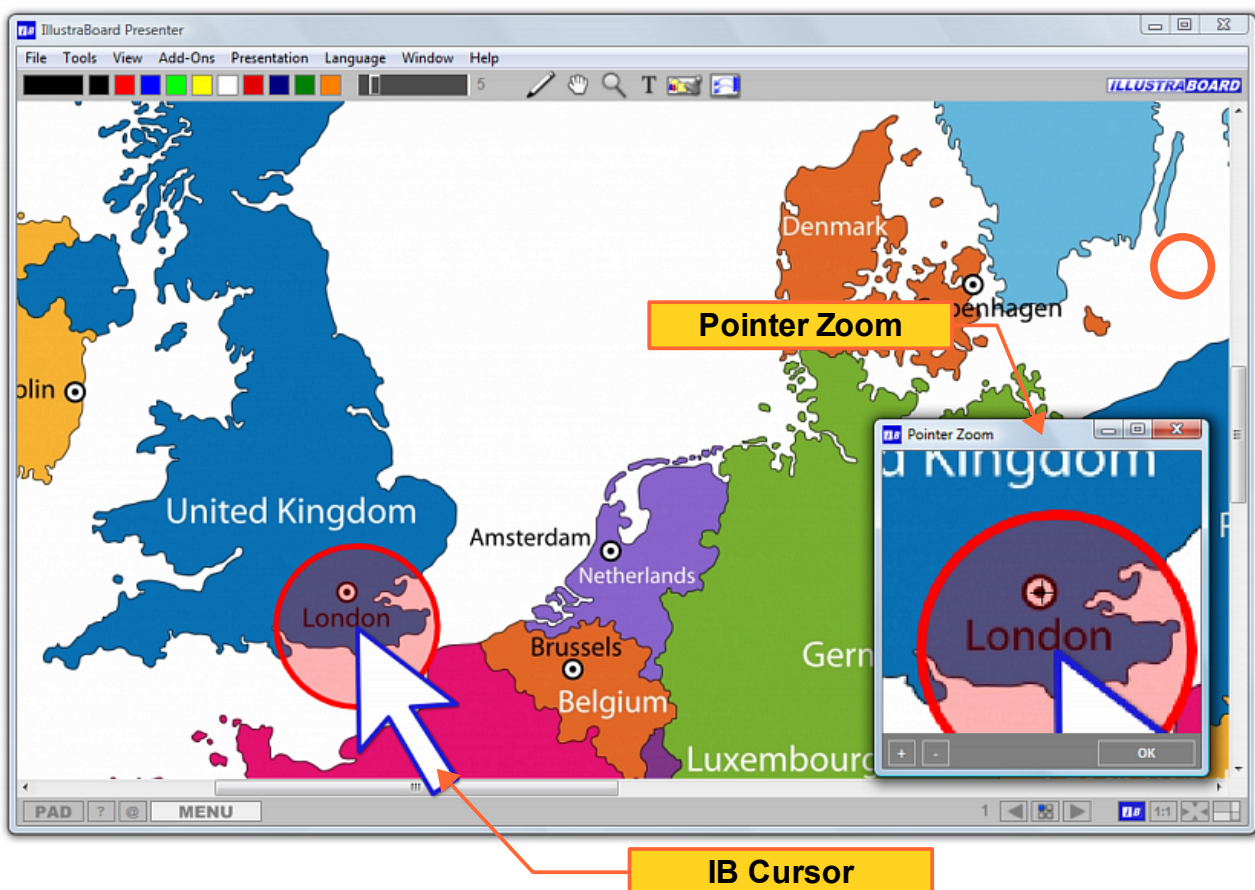 IllustraBoard Presenter
File Tools View Add-Ons Presentation Language Window Help
5 T ILLUSTRABOARD
Denmark
Copenhagen
Pointer Zoom
blin
Pointer Zoom
d Kingdom
United Kingdom
Amsterdam
Netherlands
London
London
Brussels
Germ
Belgium
Luxembourg
+ - OK
PAD ? @ MENU 1 IB 1:1
IB Cursor